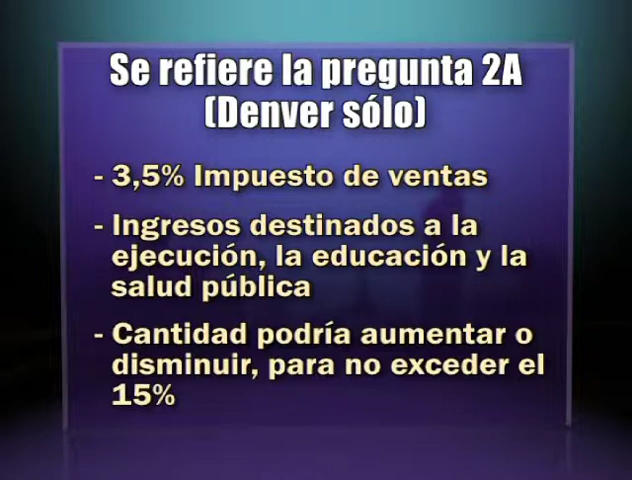 Se refiere la pregunta 2A
(Denver sólo)
- 3,5% Impuesto de ventas
- Ingresos destinados a la
ejecución, la educación y la
salud pública
- Cantidad podría aumentar o
disminuir, para no exceder el
15%